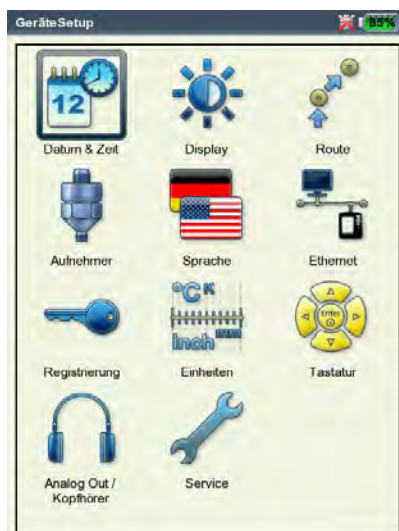 GeräteSetup
85%
12
Datum & Zeit
Display
Route
Aufnehmer
Sprache
Ethernet
°C K
inch mm
Enter
Registrierung
Einheiten
Tastatur
Analog Out /
Kopfhörer
Service